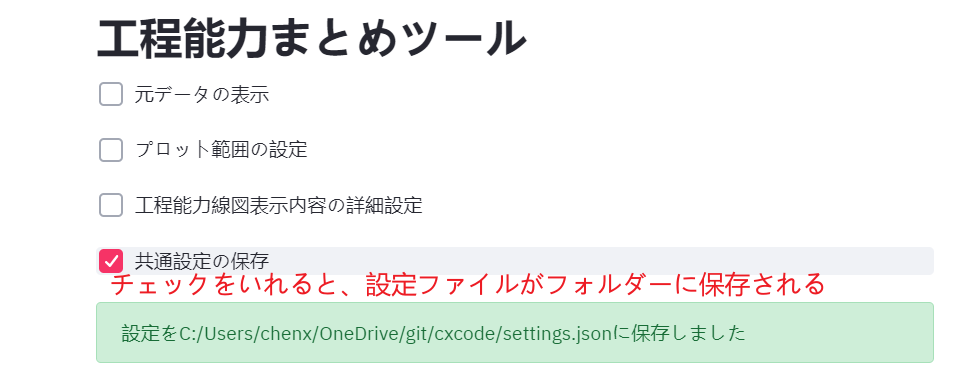 工程能力まとめツール
元データの表示
プロット範囲の設定
工程能力線図表示内容の詳細設定
共通設定の保存
チェックをいれると、設定ファイルがフォルダーに保存される
設定をC:/Users/chenx/OneDrive/git/cxcode/settings.jsonに保存しました